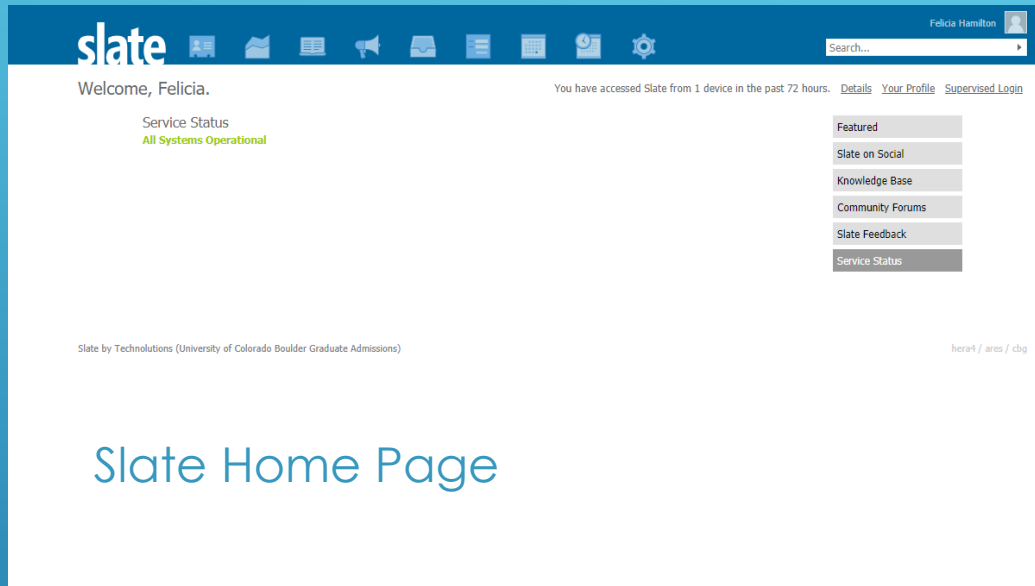 slate
Felicia Hamilton
Search...
Welcome, Felicia.
You have accessed Slate from 1 device in the past 72 hours. Details Your Profile Supervised Login
Service Status
All Systems Operational
Featured
Slate on Social
Knowledge Base
Community Forums
Slate Feedback
Service Status
Slate by Technolutions (University of Colorado Boulder Graduate Admissions)
hera4 / ares / cbg
Slate Home Page